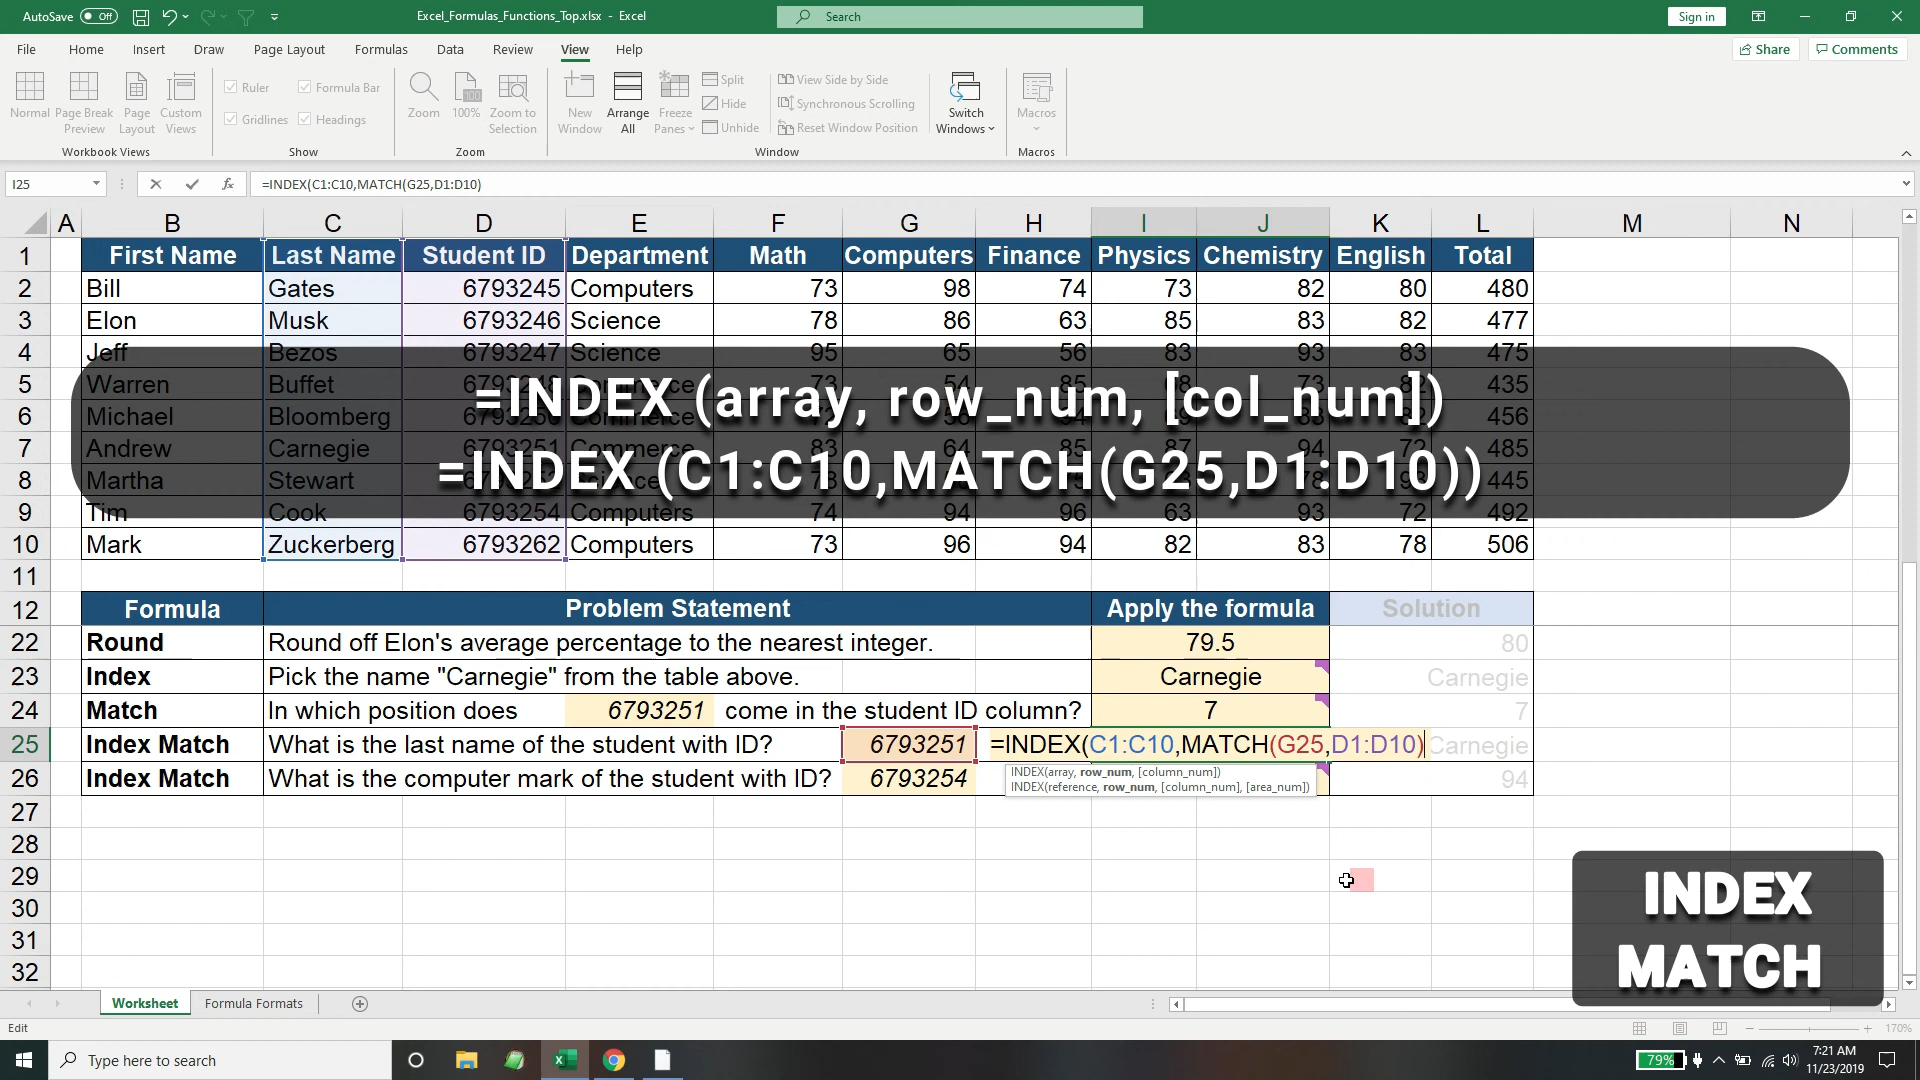 AutoSave Off Excel_Formulas_Functions_Top.xlsx - Excel Search Sign in
File Home Insert Draw Page Layout Formulas Data Review View Help Share Comments
Normal Page Break Preview Page Layout Custom Views
Workbook Views
Ruler Formula Bar
Gridlines Headings
Show
Zoom 100% Zoom to Selection
Zoom
New Window Arrange All Freeze Panes
Split
Hide
Unhide
View Side by Side
Synchronous Scrolling
Reset Window Position
Switch Windows
Window
Macros
Macros
I25 fx =INDEX(C1:C10,MATCH(G25,D1:D10)
A B C D E F G H I J K L M N
1 First Name Last Name Student ID Department Math Computers Finance Physics Chemistry English Total
2 Bill Gates 6793245 Computers 73 98 74 73 82 80 480
3 Elon Musk 6793246 Science 78 86 63 85 83 82 477
4 Jeff Bezos 6793247 Science 95 65 56 83 93 83 475
=INDEX (array, row_num, [col_num])
=INDEX (C1:C10,MATCH(G25,D1:D10))
5 Warren Buffet 73 435
6 Michael Bloomberg 456
7 Andrew Carnegie 64 85 87 94 72 485
8 Martha Stewart 445
9 Tim Cook 6793254 Computers 74 94 96 63 93 72 492
10 Mark Zuckerberg 6793262 Computers 73 96 94 82 83 78 506
11
12 Formula Problem Statement Apply the formula Solution
22 Round Round off Elon's average percentage to the nearest integer. 79.5 80
23 Index Pick the name "Carnegie" from the table above. Carnegie Carnegie
24 Match In which position does 6793251 come in the student ID column? 7 7
25 Index Match What is the last name of the student with ID? 6793251 =INDEX(C1:C10,MATCH(G25,D1:D10) Carnegie
26 Index Match What is the computer mark of the student with ID? 6793254 94
INDEX(array, row_num, [column_num])
INDEX(reference, row_num, [column_num], [area_num])
27
28
29
30
31
32
INDEX
MATCH
Worksheet Formula Formats
Edit 170%
Type here to search 79% 7:21 AM
11/23/2019